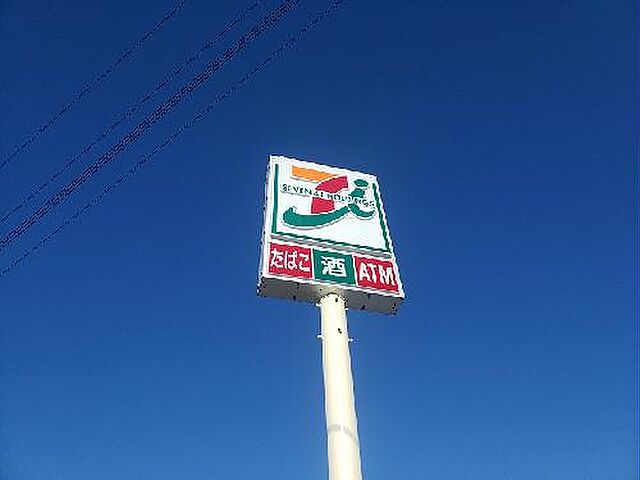 SEVEN & i HOLDINGS
たばこ 酒 ATM